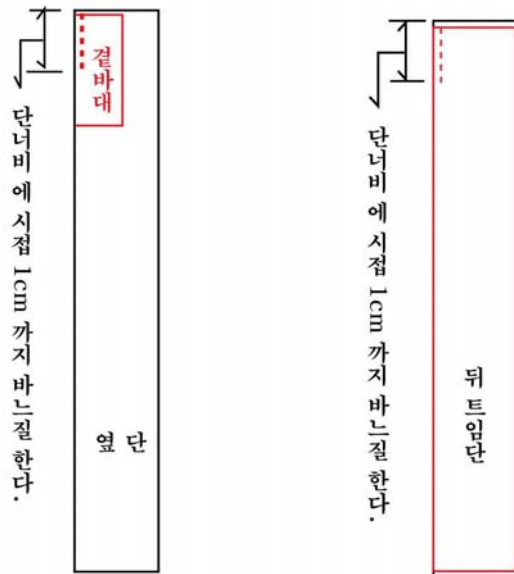 곁바대
단너비 에 시접 1cm 까지 바느질 한다.
옆 단
단너비 에 시접 1cm 까지 바느질 한다.
뒤 트임단